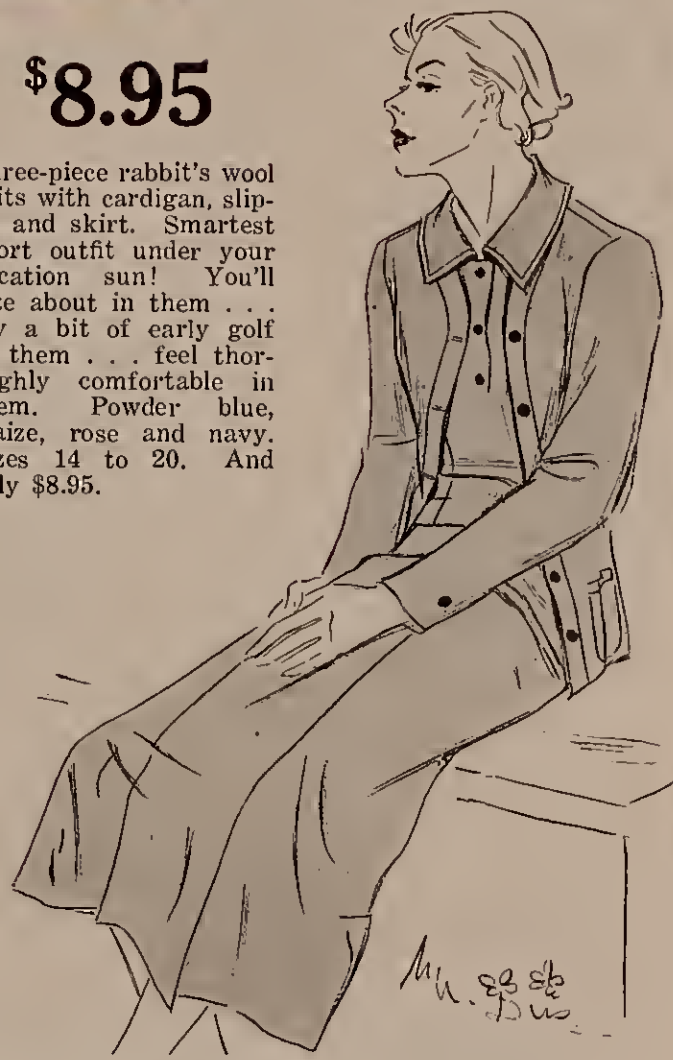 $8.95
ree-piece rabbit's wool
its with cardigan, slip-
and skirt. Smartest
ort outfit under your
cation sun! You'll
ce about in them . . .
y a bit of early golf
them . . . feel thor-
ghly comfortable in
em. Powder blue,
aize, rose and navy.
zes 14 to 20. And
ly $8.95.